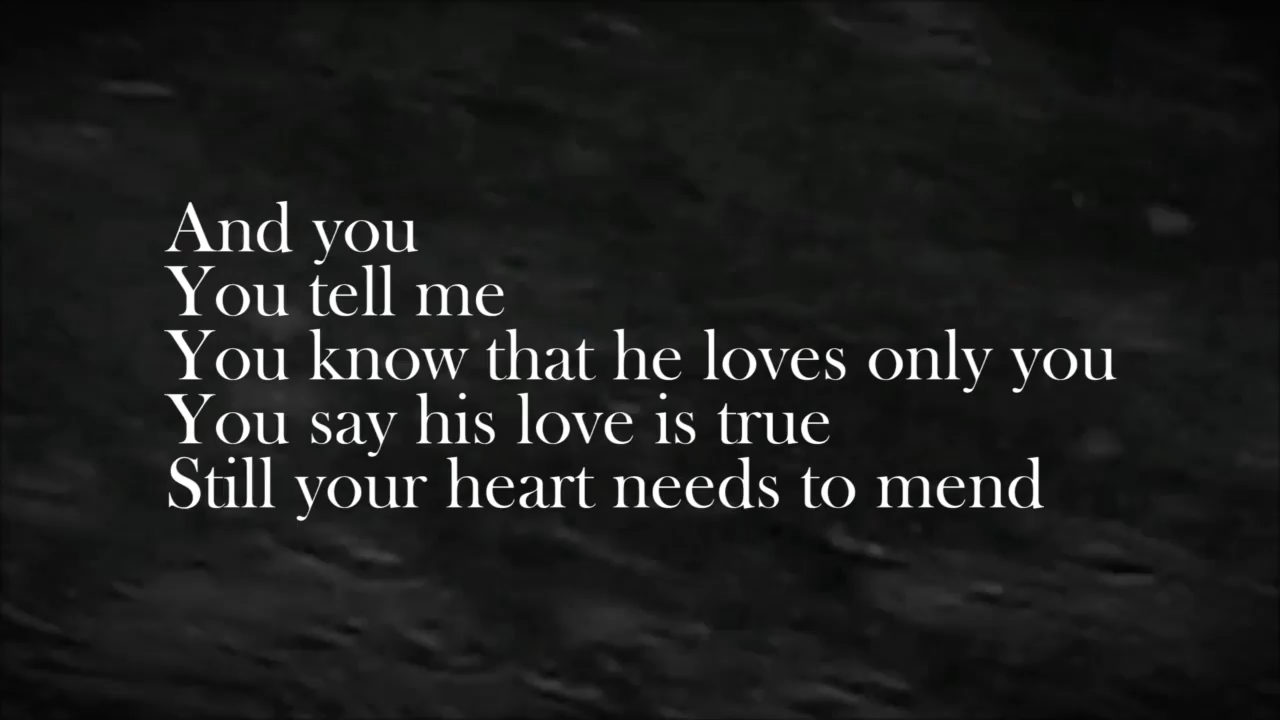 And you
You tell me
You know that he loves only you
You say his love is true
Still your heart needs to mend